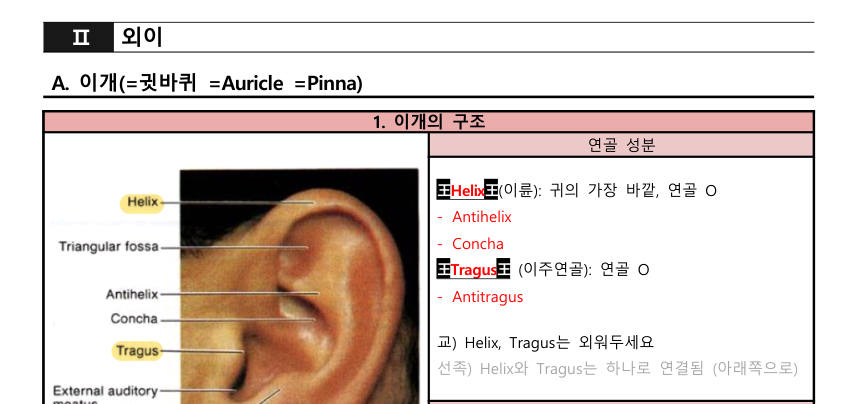 Ⅱ 외이
A. 이개(=귓바퀴 =Auricle =Pinna)
1. 이개의 구조
연골 성분
Helix
Triangular fossa
Antihelix
Concha
Tragus
External auditory
meatus
王Helix王(이륜): 귀의 가장 바깥, 연골 O
- Antihelix
- Concha
王Tragus王 (이주연골): 연골 O
- Antitragus
교) Helix, Tragus는 외워두세요
선족) Helix와 Tragus는 하나로 연결됨 (아래쪽으로)